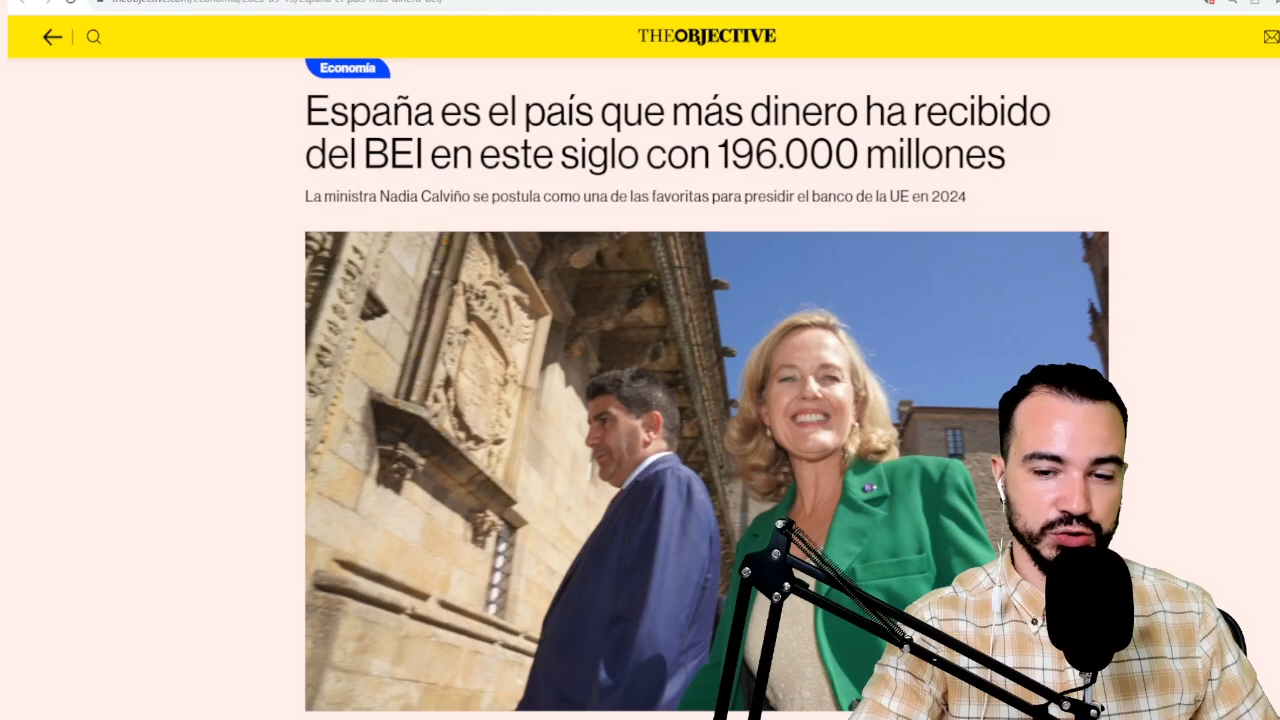 THEOBJECTIVE
Economía
España es el país que más dinero ha recibido
del BEI en este siglo con 196.000 millones
La ministra Nadia Calviño se postula como una de las favoritas para presidir el banco de la UE en 2024